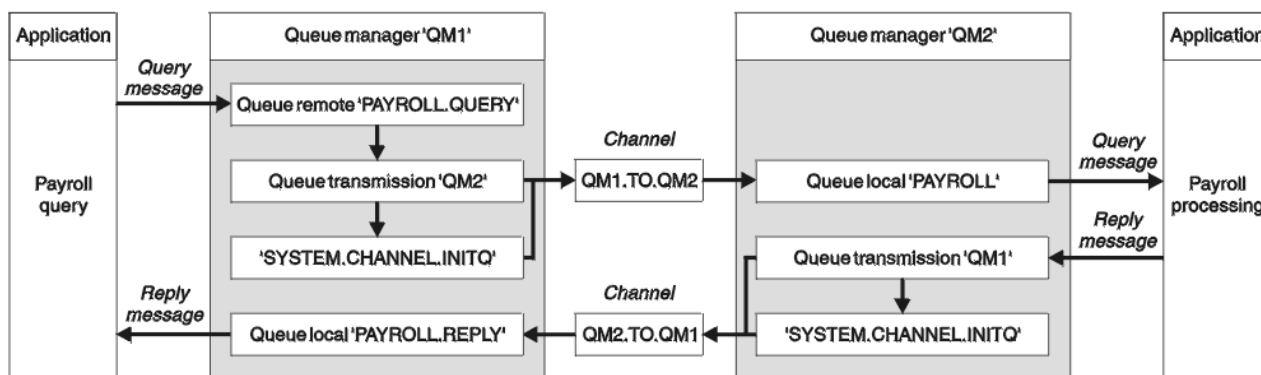 Application
Queue manager 'QM1'
Queue manager 'QM2'
Application
Query
message
Queue remote 'PAYROLL.QUERY'
Payroll
query
Queue transmission 'QM2'
'SYSTEM.CHANNEL.INITQ'
Channel
QM1.TO.QM2
Queue local 'PAYROLL'
Query
message
Payroll
processing
Reply
message
Queue transmission 'QM1'
'SYSTEM.CHANNEL.INITQ'
Channel
QM2.TO.QM1
Queue local 'PAYROLL.REPLY'
Reply
message